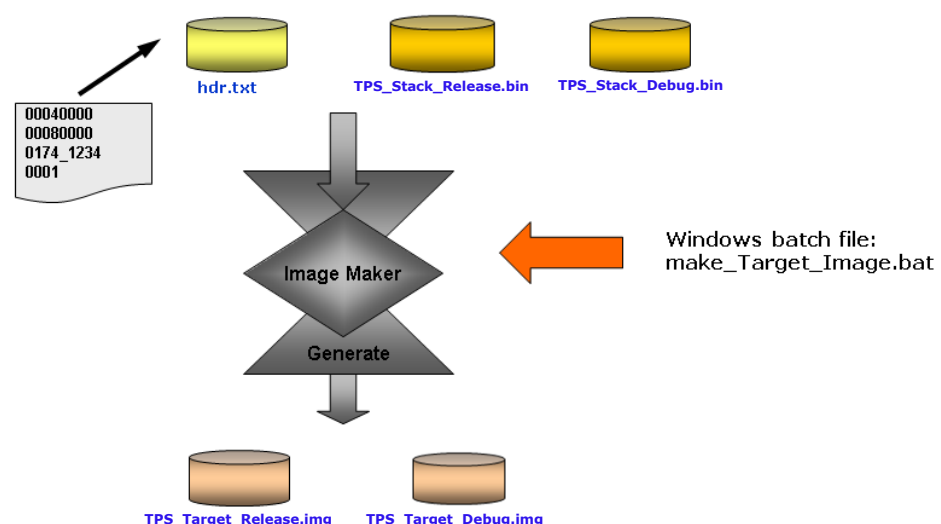 hdr.txt
TPS_Stack_Release.bin
TPS_Stack_Debug.bin
00040000
00080000
0174_1234
0001
Image Maker
Generate
Windows batch file:
make_Target_Image.bat
TPS_Target_Release.img
TPS_Target_Debug.img